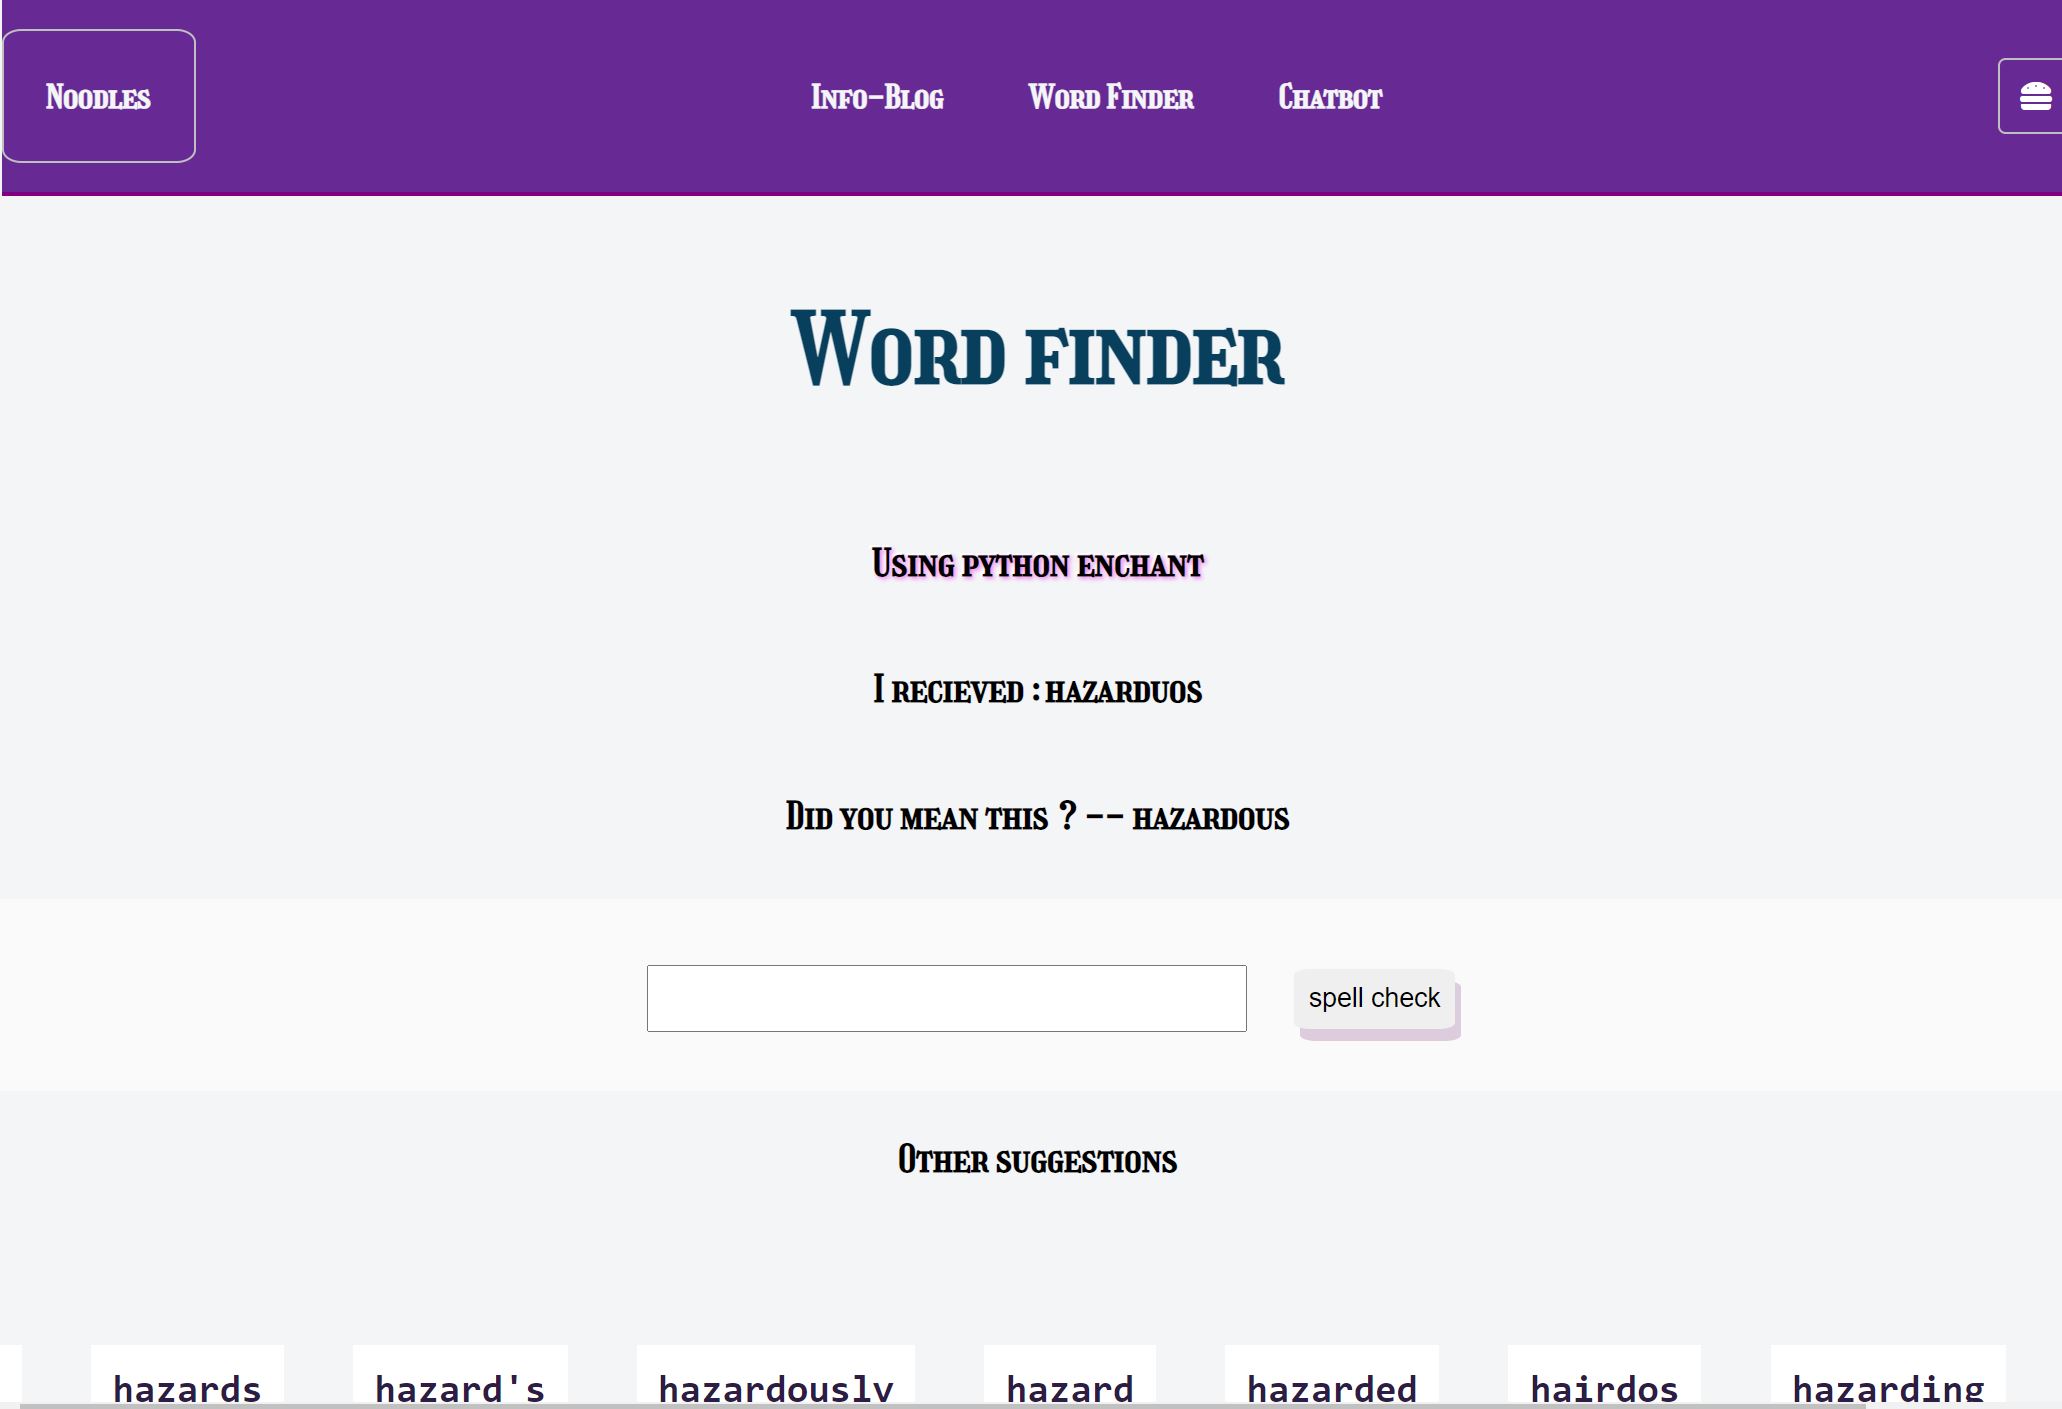 Noodles
Info-Blog
Word Finder
Chatbot
Word finder
Using python enchant
I recieved : hazarduos
Did you mean this ? -- hazardous
spell check
Other suggestions
hazards
hazard's
hazardously
hazard
hazarded
hairdos
hazarding